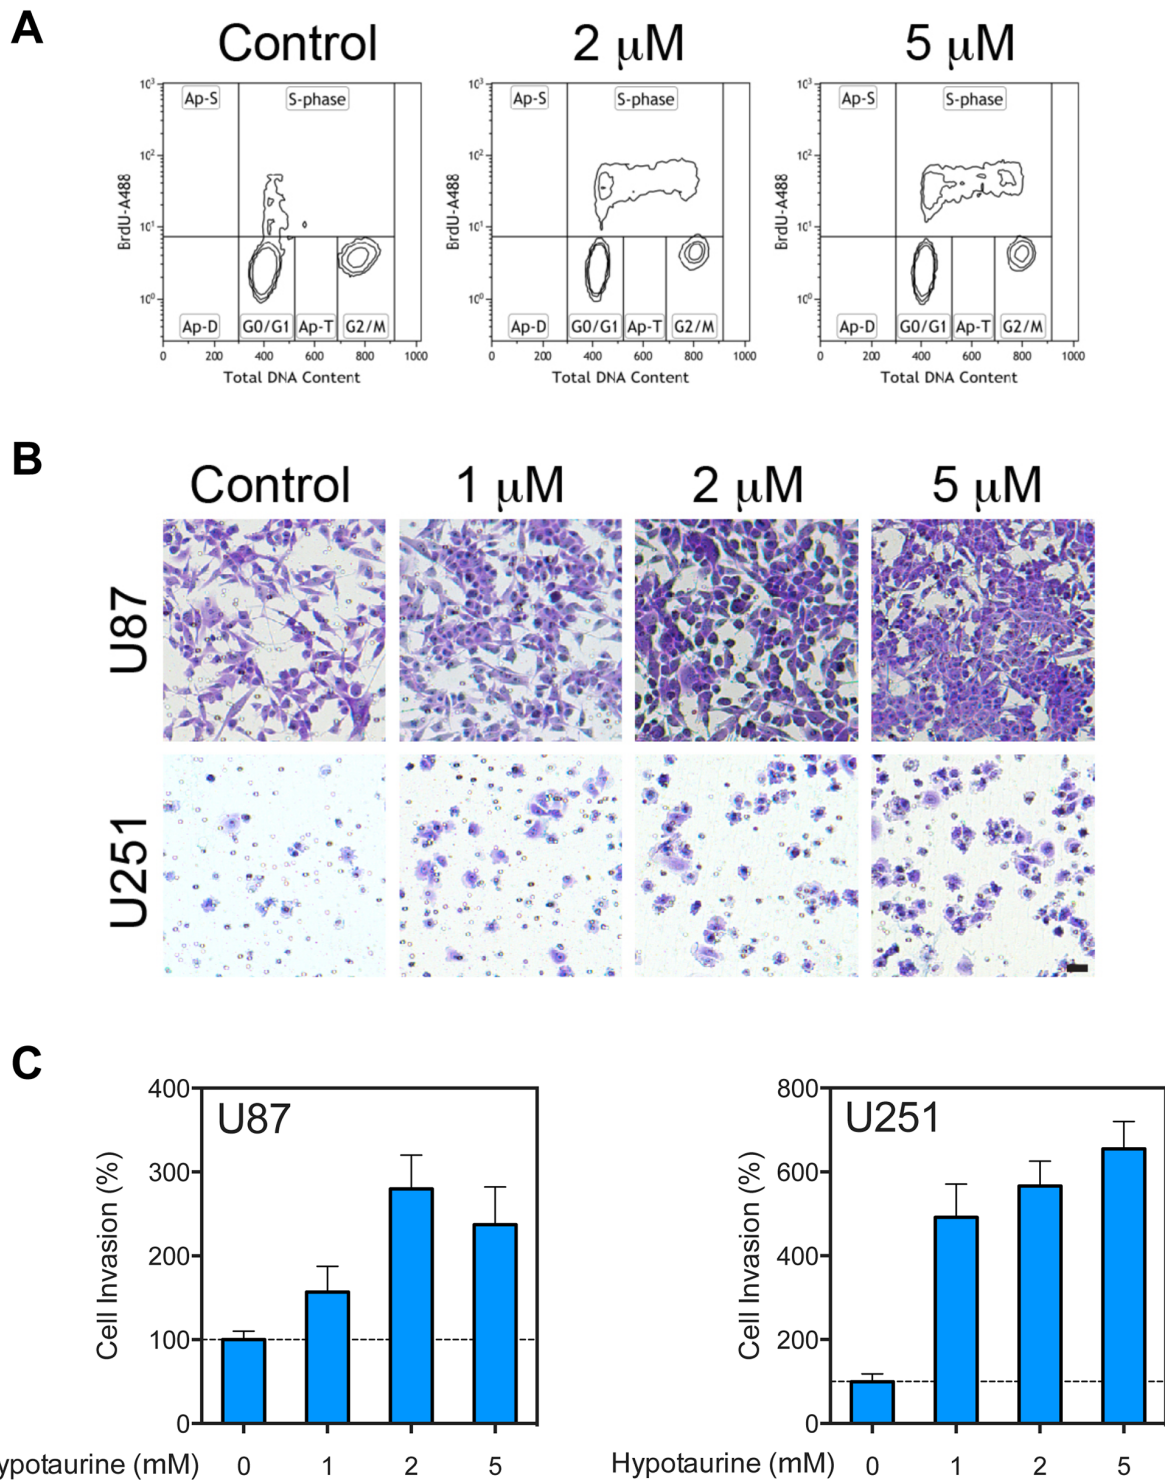 A
Control 2 μM 5 μM
10³ Ap-S S-phase 10³ Ap-S S-phase 10³ Ap-S S-phase
10² 10² 10²
BrdU-A488 BrdU-A488 BrdU-A488
10¹ 10¹ 10¹
10⁰ 10⁰ 10⁰
Ap-D G0/G1 Ap-T G2/M Ap-D G0/G1 Ap-T G2/M Ap-D G0/G1 Ap-T G2/M
0 200 400 600 800 1000 0 200 400 600 800 1000 0 200 400 600 800 1000
Total DNA Content Total DNA Content Total DNA Content
B
Control 1 μM 2 μM 5 μM
U87
U251
C
400 U87 800 U251
300 600
Cell Invasion (%) Cell Invasion (%)
200 400
100 200
0 0
ypotaurine (mM) 0 1 2 5 Hypotaurine (mM) 0 1 2 5